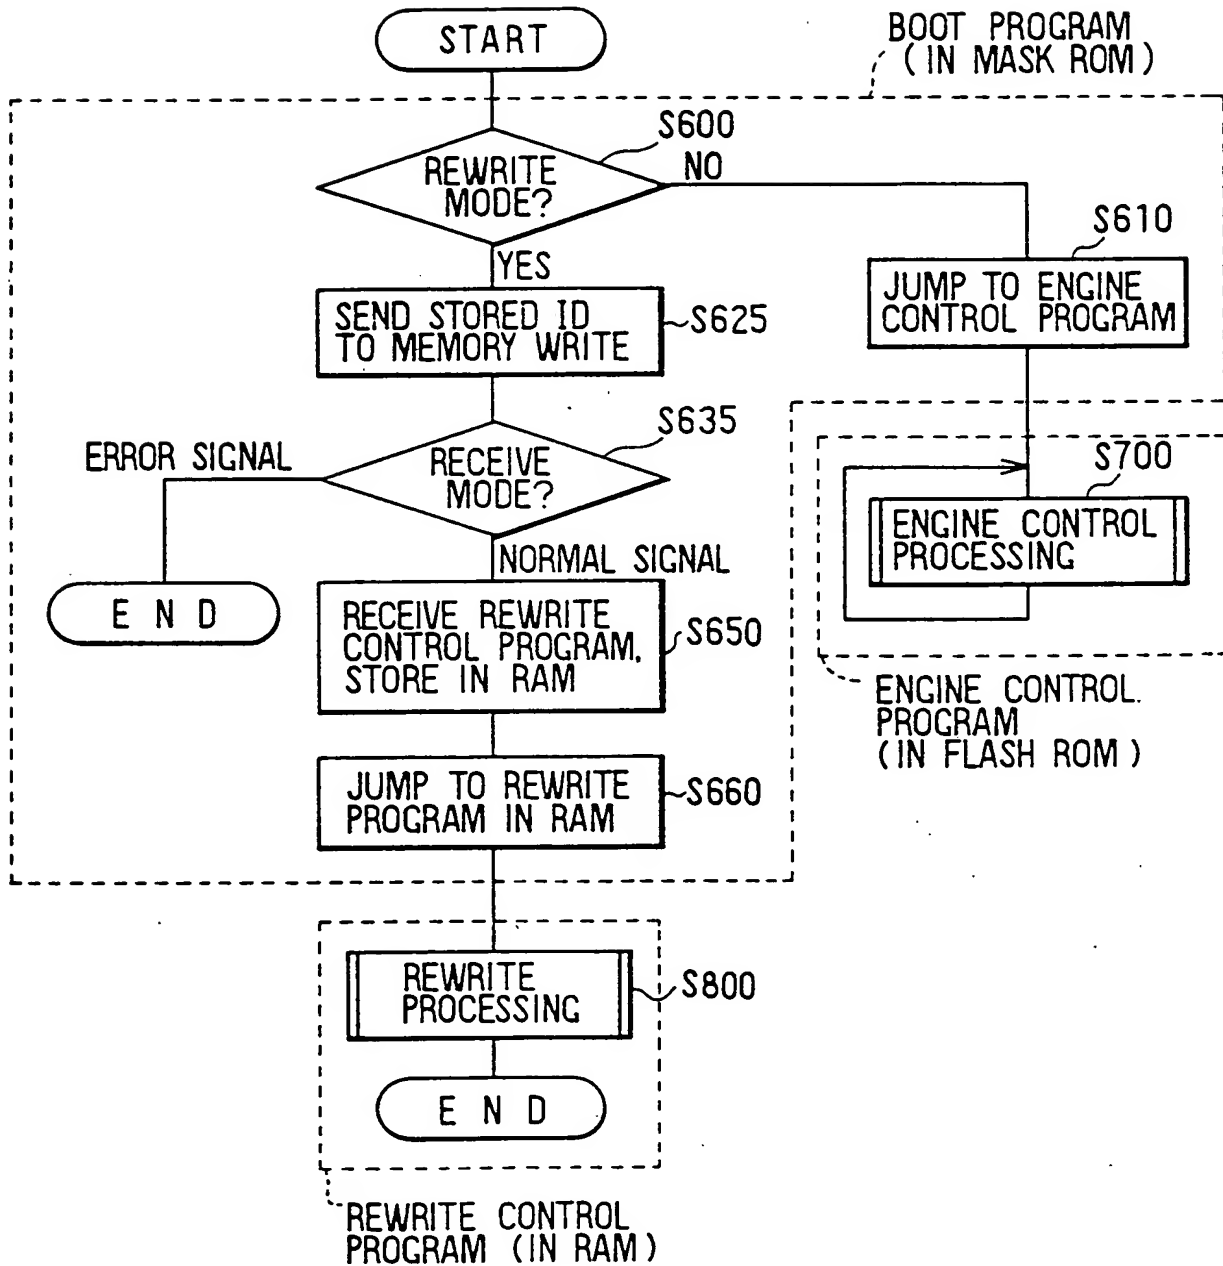 START
BOOT PROGRAM
(IN MASK ROM)
S600
REWRITE
MODE?
NO
YES
S610
JUMP TO ENGINE
CONTROL PROGRAM
SEND STORED ID
TO MEMORY WRITE
S625
S635
RECEIVE
MODE?
ERROR SIGNAL
NORMAL SIGNAL
END
S700
ENGINE CONTROL
PROCESSING
RECEIVE REWRITE
CONTROL PROGRAM,
STORE IN RAM
S650
ENGINE CONTROL
PROGRAM
(IN FLASH ROM)
JUMP TO REWRITE
PROGRAM IN RAM
S660
REWRITE
PROCESSING
S800
END
REWRITE CONTROL
PROGRAM (IN RAM)